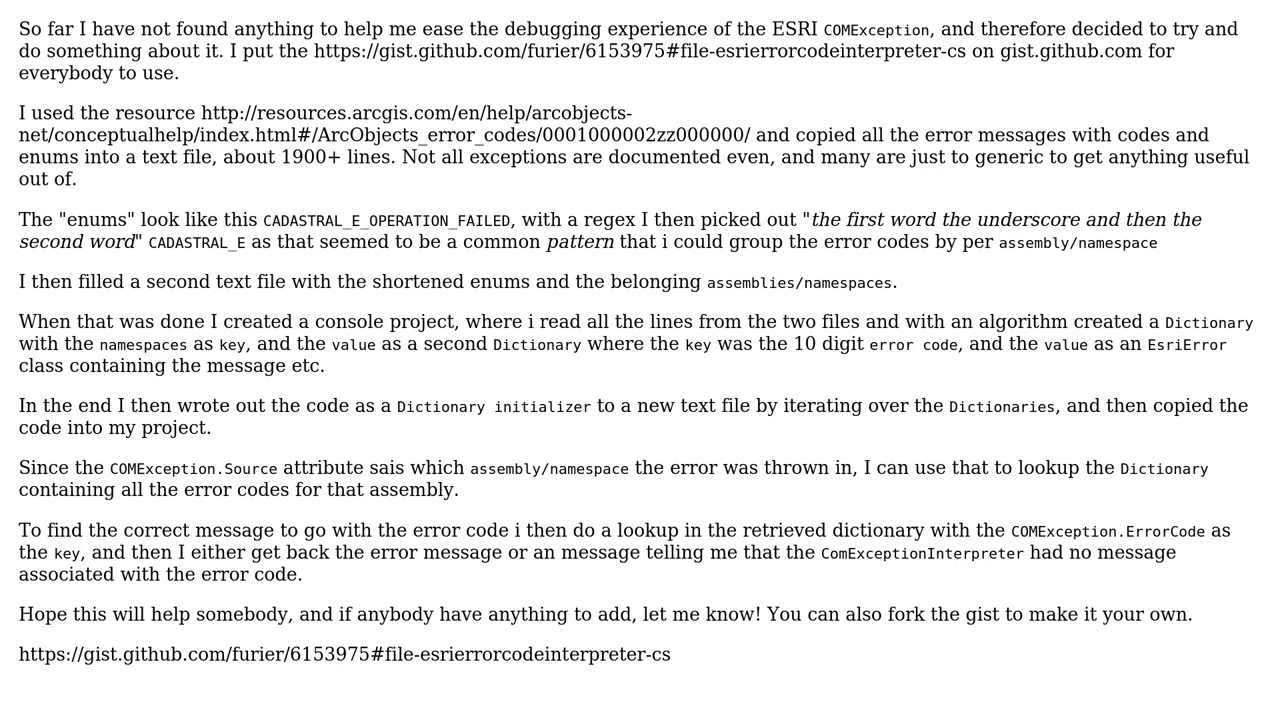 So far I have not found anything to help me ease the debugging experience of the ESRI COMException, and therefore decided to try and
do something about it. I put the https://gist.github.com/furier/6153975#file-esrierrorcodeinterpreter-cs on gist.github.com for
everybody to use.
I used the resource http://resources.arcgis.com/en/help/arcobjects-
net/conceptualhelp/index.html#/ArcObjects_error_codes/0001000002zz000000/ and copied all the error messages with codes and
enums into a text file, about 1900+ lines. Not all exceptions are documented even, and many are just to generic to get anything useful
out of.
The "enums" look like this CADASTRAL_E_OPERATION_FAILED, with a regex I then picked out "the first word the underscore and then the
second word" CADASTRAL_E as that seemed to be a common pattern that i could group the error codes by per assembly/namespace
I then filled a second text file with the shortened enums and the belonging assemblies/namespaces.
When that was done I created a console project, where i read all the lines from the two files and with an algorithm created a Dictionary
with the namespaces as key, and the value as a second Dictionary where the key was the 10 digit error code, and the value as an EsriError
class containing the message etc.
In the end I then wrote out the code as a Dictionary initializer to a new text file by iterating over the Dictionaries, and then copied the
code into my project.
Since the COMException.Source attribute sais which assembly/namespace the error was thrown in, I can use that to lookup the Dictionary
containing all the error codes for that assembly.
To find the correct message to go with the error code i then do a lookup in the retrieved dictionary with the COMException.ErrorCode as
the key, and then I either get back the error message or an message telling me that the ComExceptionInterpreter had no message
associated with the error code.
Hope this will help somebody, and if anybody have anything to add, let me know! You can also fork the gist to make it your own.
https://gist.github.com/furier/6153975#file-esrierrorcodeinterpreter-cs